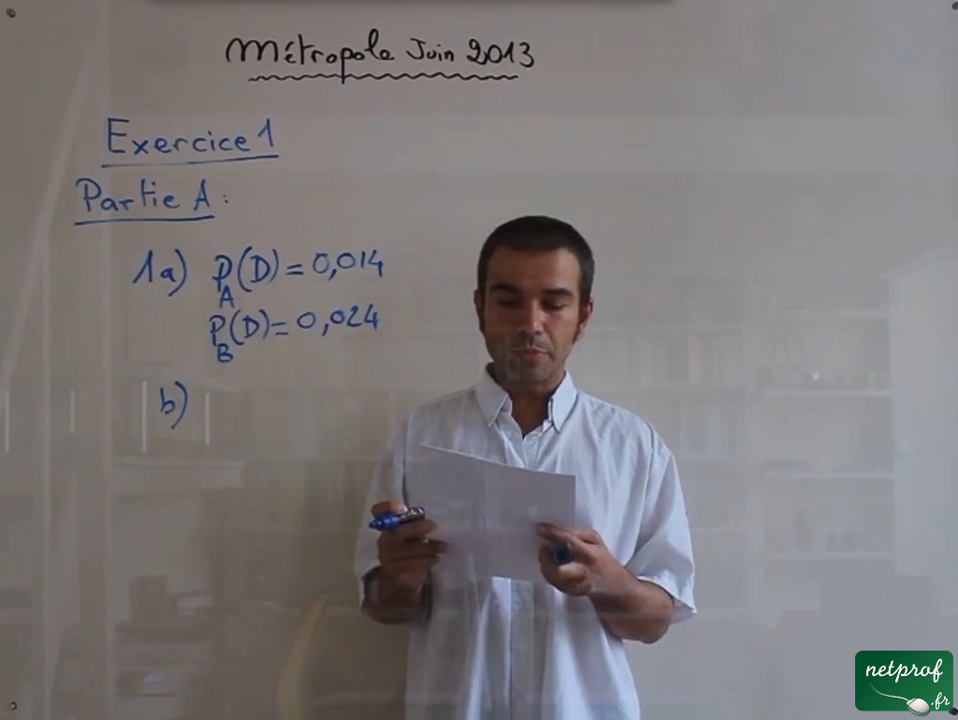 Métropole Juin 2013
Exercice 1
Partie A :
1a) P_A(D) = 0,014
P_B(D) = 0,024
b)
netprof
.fr